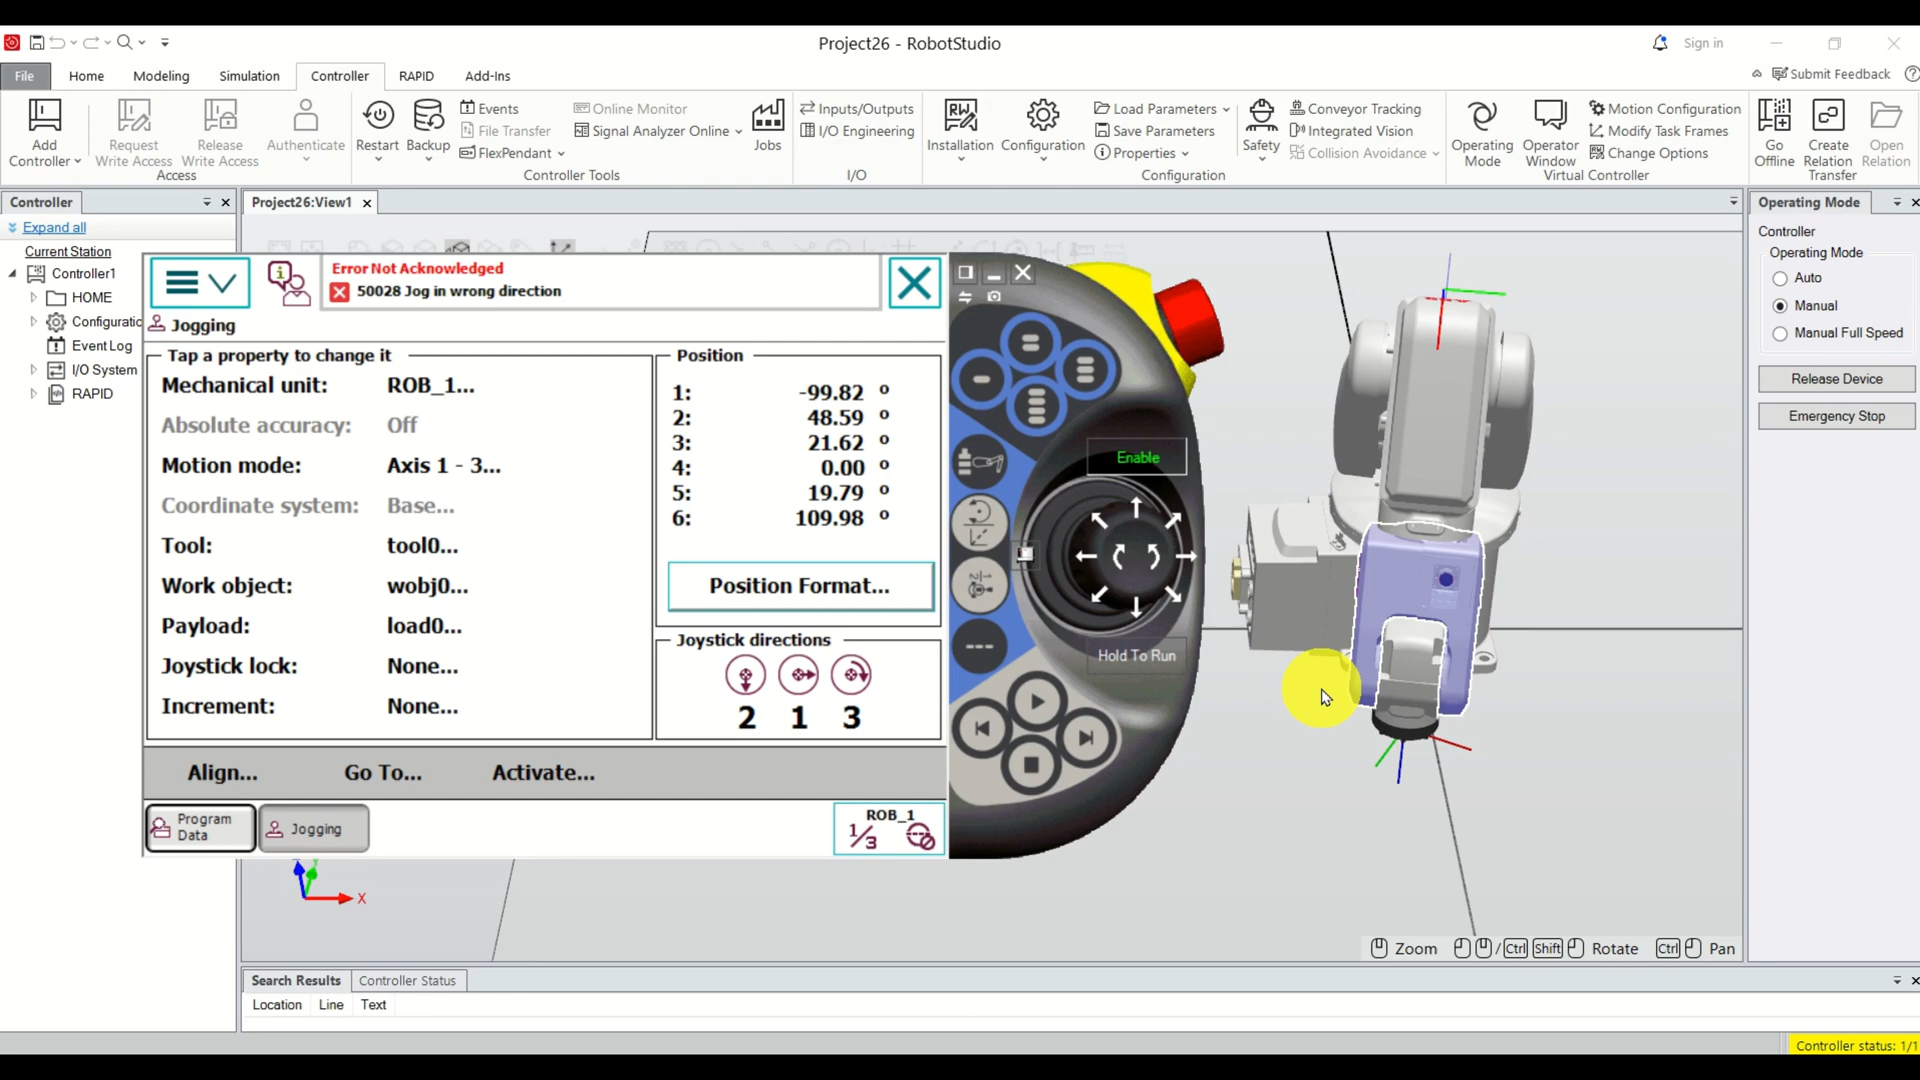 Project26 - RobotStudio
Sign in
File Home Modeling Simulation Controller RAPID Add-Ins
Submit Feedback
Add Controller
Request Write Access
Release Write Access
Authenticate
Access
Restart
Backup
Events
File Transfer
FlexPendant
Online Monitor
Signal Analyzer Online
Jobs
Controller Tools
Inputs/Outputs
I/O Engineering
I/O
Installation
Configuration
Load Parameters
Save Parameters
Properties
Safety
Conveyor Tracking
Integrated Vision
Collision Avoidance
Configuration
Operating Mode
Operator Window
Motion Configuration
Modify Task Frames
Change Options
Virtual Controller
Go Offline
Create Relation
Open Relation
Transfer
Controller
Expand all
Current Station
Controller1
HOME
Configuratic
Event Log
I/O System
RAPID
Project26:View1
Error Not Acknowledged
50028 Jog in wrong direction
Jogging
Tap a property to change it
Mechanical unit: ROB_1...
Absolute accuracy: Off
Motion mode: Axis 1 - 3...
Coordinate system: Base...
Tool: tool0...
Work object: wobj0...
Payload: load0...
Joystick lock: None...
Increment: None...
Position
1: -99.82 º
2: 48.59 º
3: 21.62 º
4: 0.00 º
5: 19.79 º
6: 109.98 º
Position Format...
Joystick directions
2 1 3
Align... Go To... Activate...
Program Data
Jogging
ROB_1
1/3
Enable
Hold To Run
X
Zoom / Ctrl Shift Rotate Ctrl Pan
Operating Mode
Controller
Operating Mode
Auto
Manual
Manual Full Speed
Release Device
Emergency Stop
Search Results Controller Status
Location Line Text
Controller status: 1/1